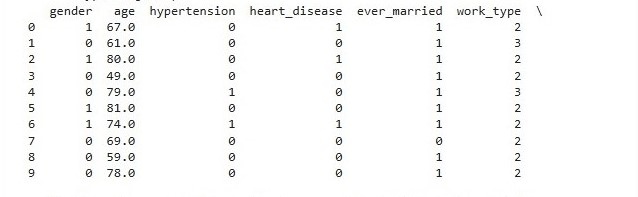 gender age hypertension heart_disease ever_married work_type \
0 1 67.0 0 1 1 2
1 0 61.0 0 0 1 3
2 1 80.0 0 1 1 2
3 0 49.0 0 0 1 2
4 0 79.0 1 0 1 3
5 1 81.0 0 0 1 2
6 1 74.0 1 1 1 2
7 0 69.0 0 0 0 2
8 0 59.0 0 0 1 2
9 0 78.0 0 0 1 2